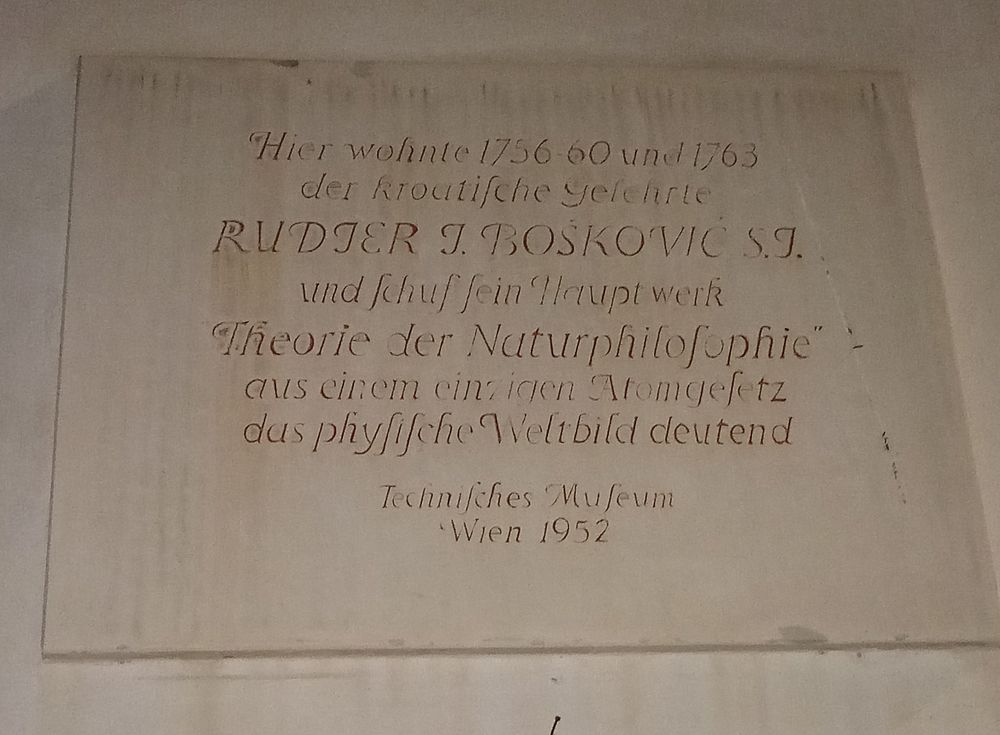 Hier wohnte 1756-60 und 1763
der kroatiſche Gelehrte
RUDJER J. BOŠKOVIĆ S.J.
und ſchuf ſein Hauptwerk
"Theorie der Naturphiloſophie"
aus einem einzigen Atomgeſetz
das phyſiſche Weltbild deutend
Techniſches Muſeum
Wien 1952